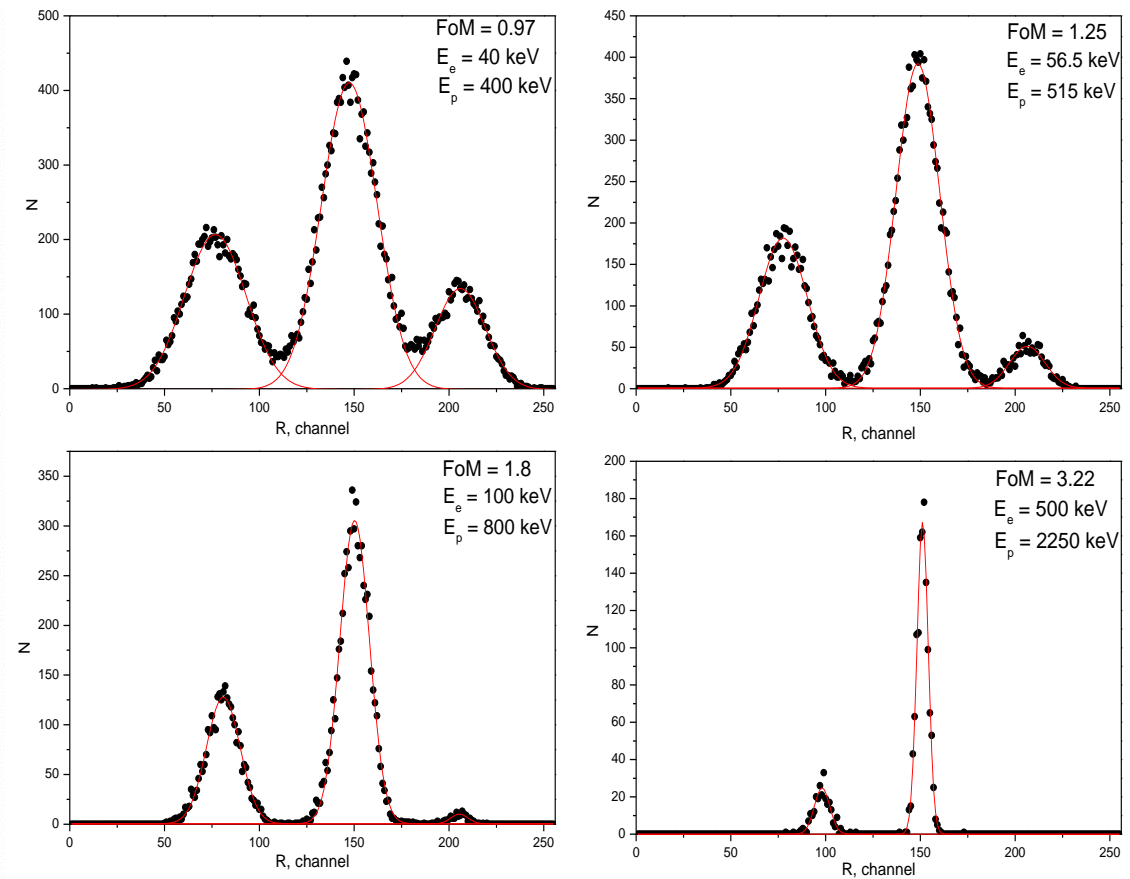 FoM = 0.97
E_e = 40 keV
E_p = 400 keV
500
400
300
200
100
0
N
0 50 100 150 200 250
R, channel
FoM = 1.25
E_e = 56.5 keV
E_p = 515 keV
450
400
350
300
250
200
150
100
50
0
N
0 50 100 150 200 250
R, channel
FoM = 1.8
E_e = 100 keV
E_p = 800 keV
350
300
250
200
150
100
50
0
N
0 50 100 150 200 250
R, channel
FoM = 3.22
E_e = 500 keV
E_p = 2250 keV
200
180
160
140
120
100
80
60
40
20
0
N
0 50 100 150 200 250
R, channel